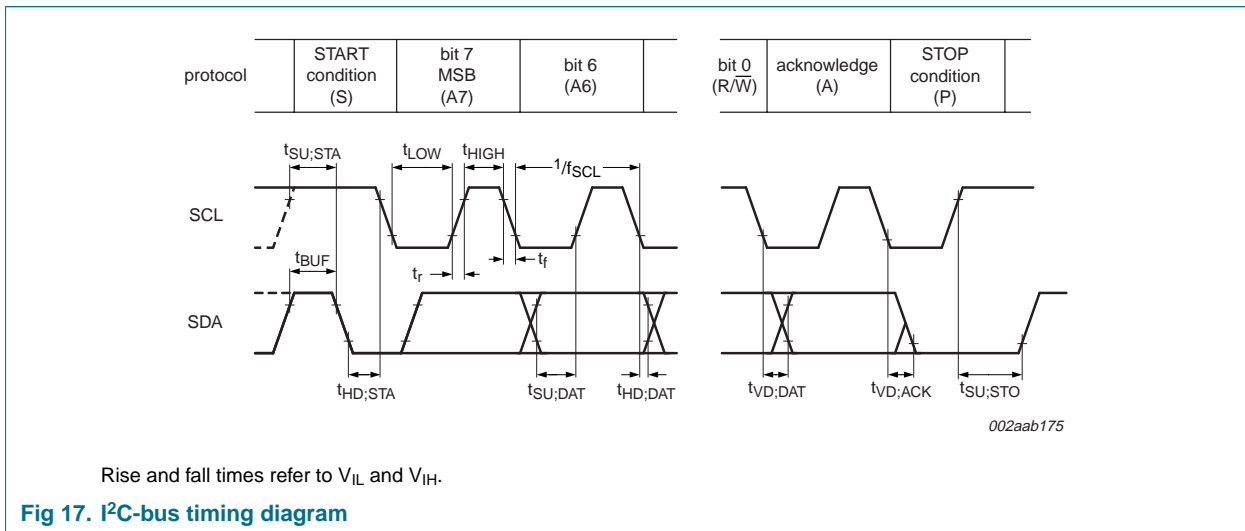 protocol
START
condition
(S)
bit 7
MSB
(A7)
bit 6
(A6)
bit 0
(R/W̅)
acknowledge
(A)
STOP
condition
(P)
tSU;STA
tLOW
tHIGH
1/fSCL
SCL
tBUF
tr
tf
SDA
tHD;STA
tSU;DAT
tHD;DAT
tVD;DAT
tVD;ACK
tSU;STO
002aab175
Rise and fall times refer to VIL and VIH.
Fig 17. I²C-bus timing diagram